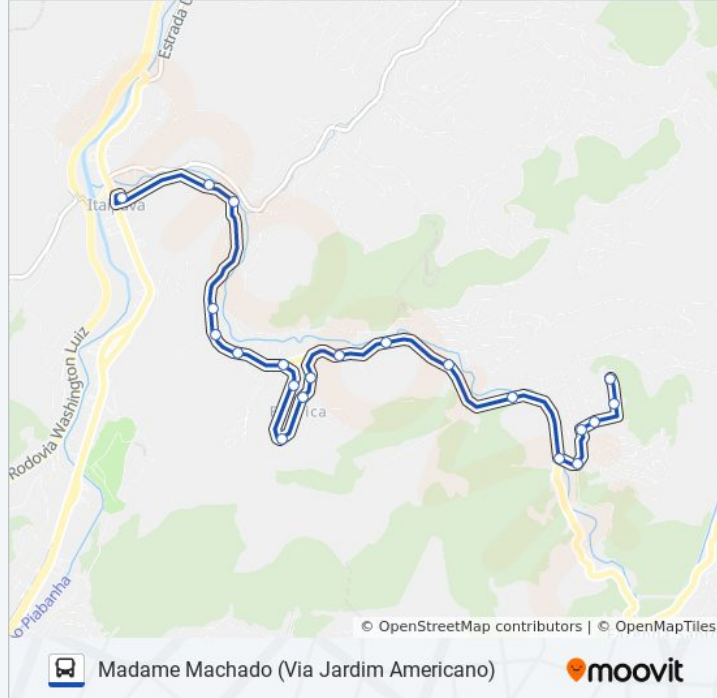 Estrada U
Itaipava
Rodovia Washington Luiz
o Piabanha
© OpenStreetMap contributors | © OpenMapTiles
Madame Machado (Via Jardim Americano)
moovit